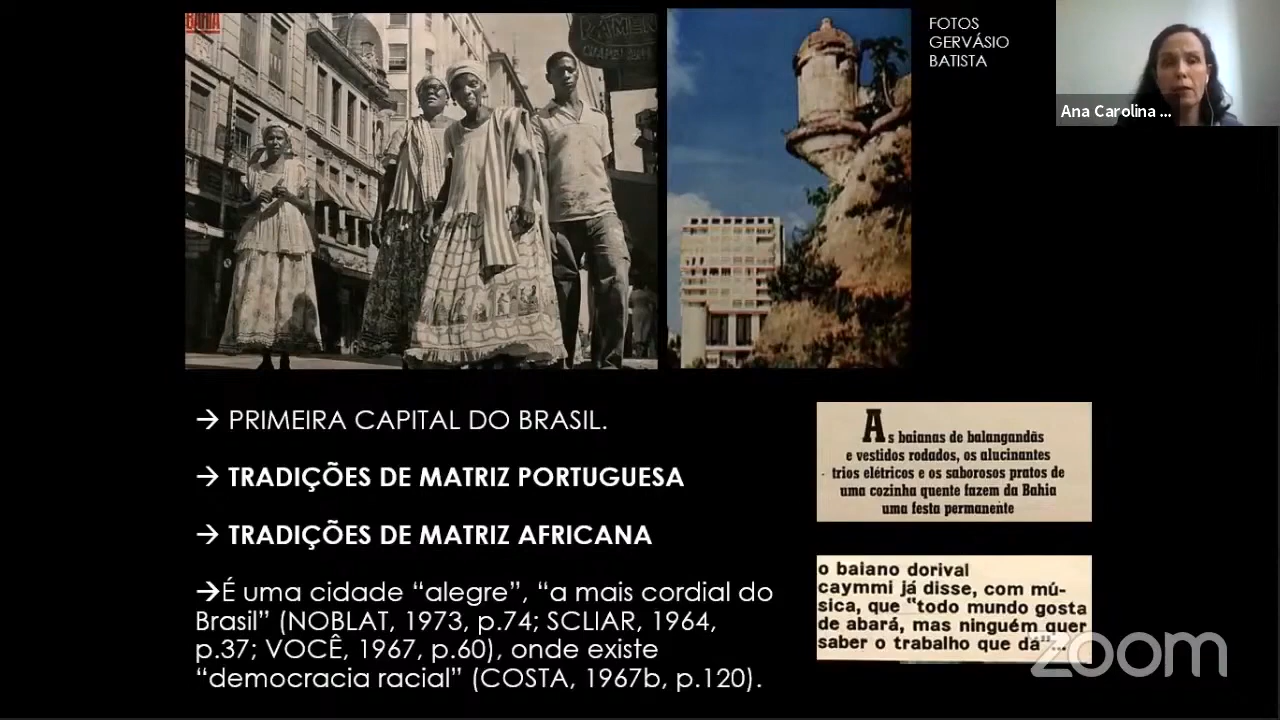 BAHIA
FOTOS
GERVÁSIO
BATISTA
Ana Carolina ...
→ PRIMEIRA CAPITAL DO BRASIL.
→ TRADIÇÕES DE MATRIZ PORTUGUESA
→ TRADIÇÕES DE MATRIZ AFRICANA
→É uma cidade “alegre”, “a mais cordial do
Brasil” (NOBLAT, 1973, p.74; SCLIAR, 1964,
p.37; VOCÊ, 1967, p.60), onde existe
“democracia racial” (COSTA, 1967b, p.120).
As baianas de balangandãs
e vestidos rodados, os alucinantes
trios elétricos e os saborosos pratos de
uma cozinha quente fazem da Bahia
uma festa permanente
o baiano dorival
caymmi já disse, com mú-
sica, que "todo mundo gosta
de abará, mas ninguém quer
saber o trabalho que dá"...
zoom